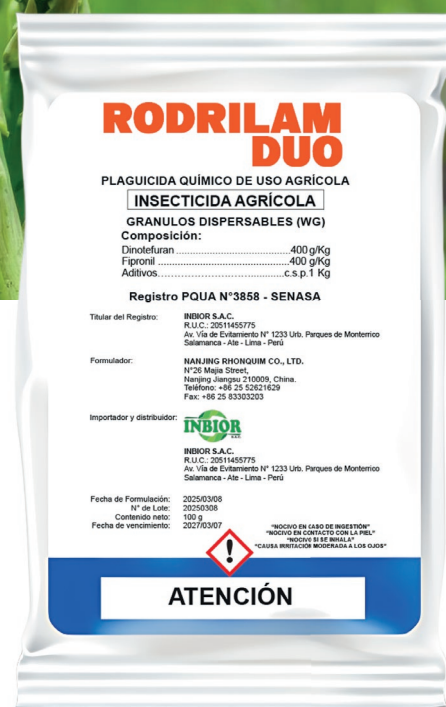 RODRILAM
DUO
PLAGUICIDA QUÌMICO DE USO AGRÍCOLA
INSECTICIDA AGRÍCOLA
GRANULOS DISPERSABLES (WG)
Composición:
Dinotefuran ..................................400 g/Kg
Fipronil .......................................400 g/Kg
Aditivos…………………………......c.s.p.1 Kg
Registro PQUA N°3858 - SENASA
Titular del Registro: INBIOR S.A.C.
R.U.C.: 20511455775
Av. Vía de Evitamiento N° 1233 Urb. Parques de Monterrico
Salamanca - Ate - Lima - Perú
Formulador: NANJING RHONQUIM CO., LTD.
N°26 Majia Street,
Nanjing Jiangsu 210009, China.
Teléfono: +86 25 52621629
Fax: +86 25 83303203
Importador y distribuidor: INBIOR
S.A.C.
INBIOR S.A.C.
R.U.C.: 20511455775
Av. Vía de Evitamiento N° 1233 Urb. Parques de Monterrico
Salamanca - Ate - Lima - Perú
Fecha de Formulación: 2025/03/08
N° de Lote: 20250308
Contenido neto: 100 g
Fecha de vencimiento: 2027/03/07
"NOCIVO EN CASO DE INGESTIÓN"
"NOCIVO EN CONTACTO CON LA PIEL"
"NOCIVO SI SE INHALA"
"CAUSA IRRITACIÓN MODERADA A LOS OJOS"
ATENCIÓN